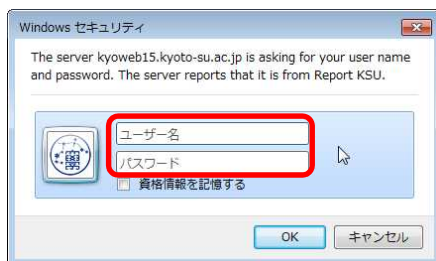 Windows セキュリティ
The server kyoweb15.kyoto-su.ac.jp is asking for your user name
and password. The server reports that it is from Report KSU.
ユーザー名
パスワード
資格情報を記憶する
OK
キャンセル